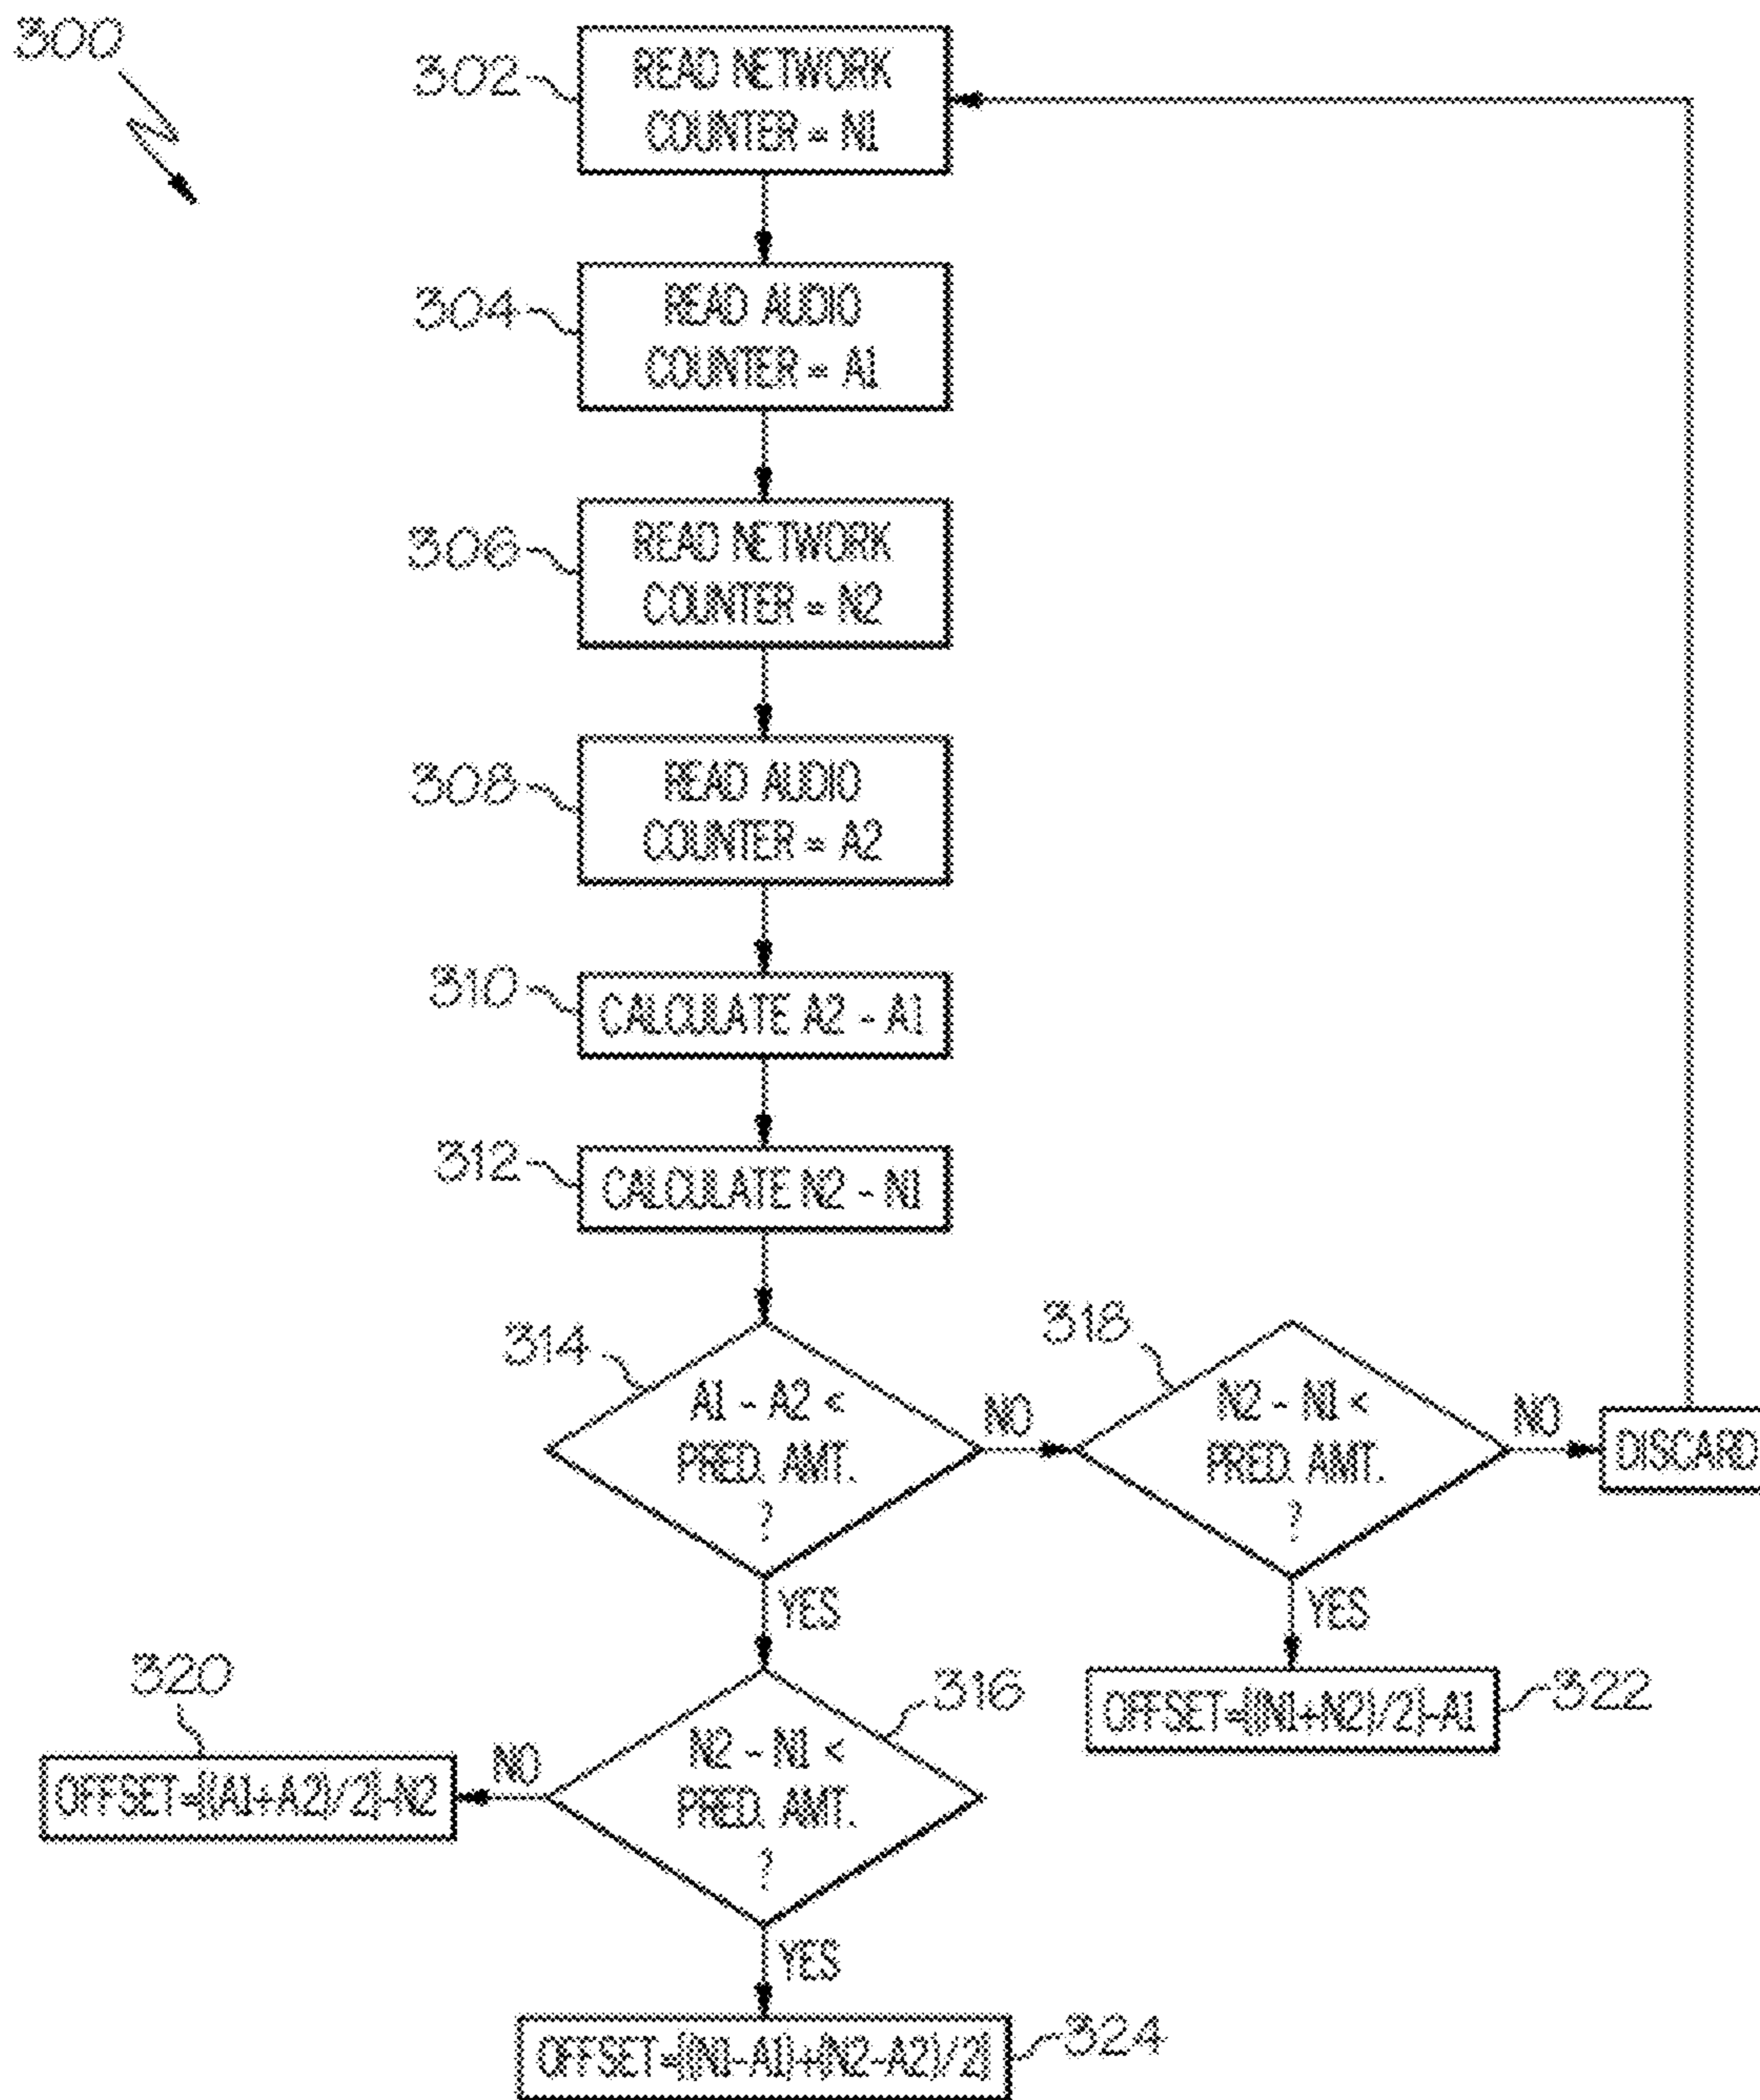 300
302
READ NETWORK
COUNTER = N1
304
READ AUDIO
COUNTER = A1
306
READ NETWORK
COUNTER = N2
308
READ AUDIO
COUNTER = A2
310
CALCULATE A2 - A1
312
CALCULATE N2 - N1
314
A1 - A2 <
PRED. AMT.
?
NO
318
N2 - N1 <
PRED. AMT.
?
NO
DISCARD
YES
YES
320
OFFSET=[(A1+A2)/2]-N2
NO
316
N2 - N1 <
PRED. AMT.
?
OFFSET=[(N1+N2)/2]-A1
322
YES
OFFSET=[(N1-A1)+(N2-A2)/2]
324